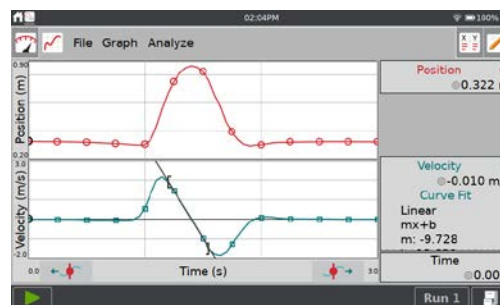 02:04PM
100%
File Graph Analyze
X Y
Position
0.322 m
0.90
Position (m)
0.20
3.0
Velocity (m/s)
-2.0
Velocity
-0.010 m
Curve Fit
Linear
mx+b
m: -9.728
Time
0.00
0.0
Time (s)
3.0
Run 1